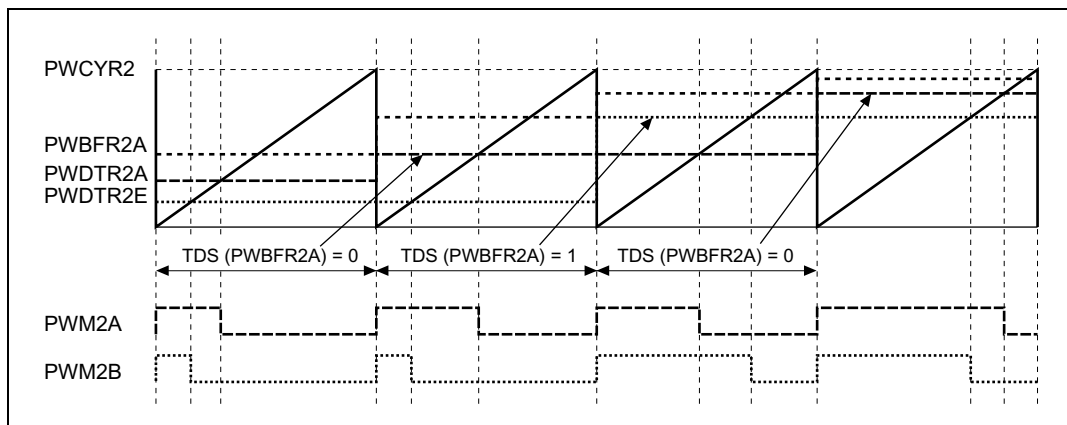 PWCYR2
PWBFR2A
PWDTR2A
PWDTR2E
TDS (PWBFR2A) = 0
TDS (PWBFR2A) = 1
TDS (PWBFR2A) = 0
PWM2A
PWM2B